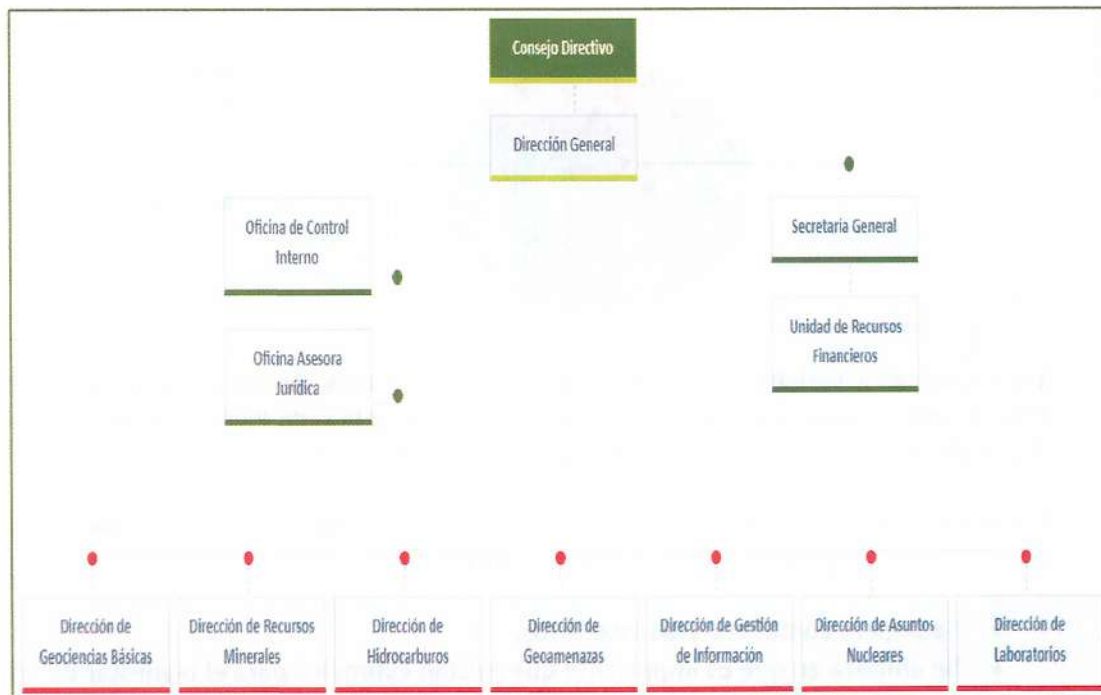 Consejo Directivo
Dirección General
Oficina de Control
Interno
Secretaria General
Oficina Asesora
Jurídica
Unidad de Recursos
Financieros
Dirección de
Geociencias Básicas
Dirección de Recursos
Minerales
Dirección de
Hidrocarburos
Dirección de
Geoamenazas
Dirección de Gestión
de Información
Dirección de Asuntos
Nucleares
Dirección de
Laboratorios